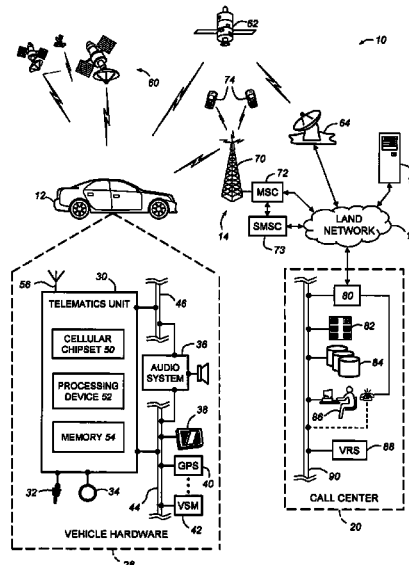 10
62
60
74
64
70
72
MSC
12
14
SMSC
73
LAND
NETWORK
56
30
46
TELEMATICS UNIT
CELLULAR
CHIPSET 50
PROCESSING
DEVICE 52
MEMORY 54
36
AUDIO
SYSTEM
38
GPS
40
VSM
42
32
34
44
VEHICLE HARDWARE
28
80
82
84
86
VRS
88
90
CALL CENTER
20